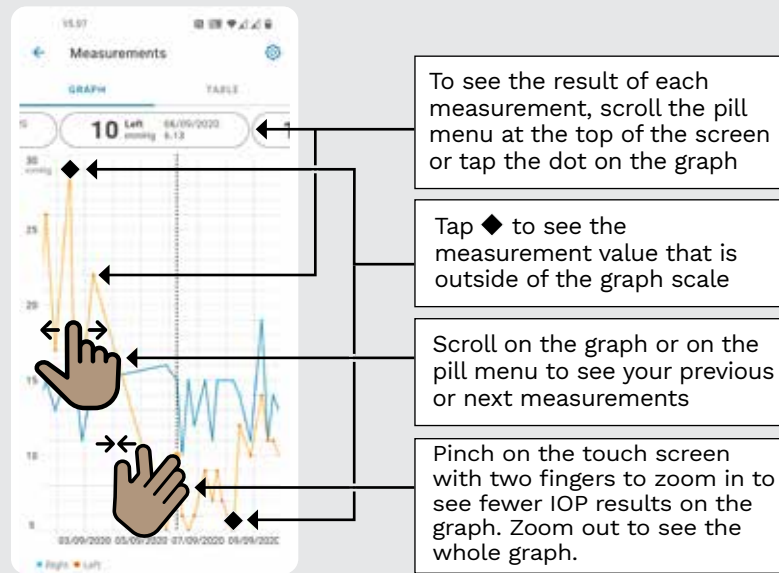 15.07
Measurements
GRAPH TABLE
10 Left 06/09/2020
mmHg 6.13
30
mmHg
25
20
15
10
5
03/09/2020 05/09/2020 07/09/2020 09/09/2020
Right Left
To see the result of each
measurement, scroll the pill
menu at the top of the screen
or tap the dot on the graph
Tap ◆ to see the
measurement value that is
outside of the graph scale
Scroll on the graph or on the
pill menu to see your previous
or next measurements
Pinch on the touch screen
with two fingers to zoom in to
see fewer IOP results on the
graph. Zoom out to see the
whole graph.